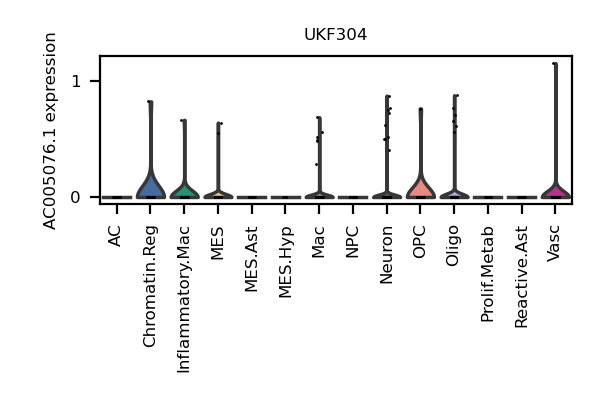 UKF304
AC005076.1 expression
1
0
AC
Chromatin.Reg
Inflammatory.Mac
MES
MES.Ast
MES.Hyp
Mac
NPC
Neuron
OPC
Oligo
Prolif.Metab
Reactive.Ast
Vasc